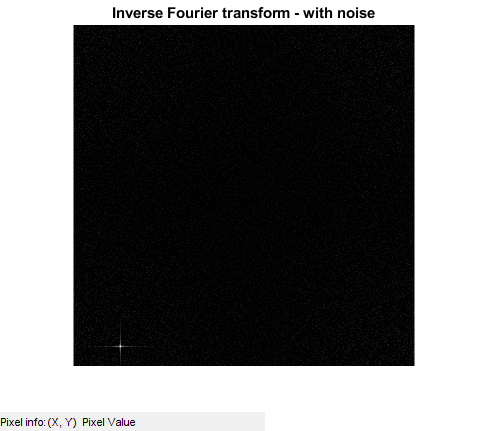 Inverse Fourier transform - with noise
Pixel info: (X, Y) Pixel Value